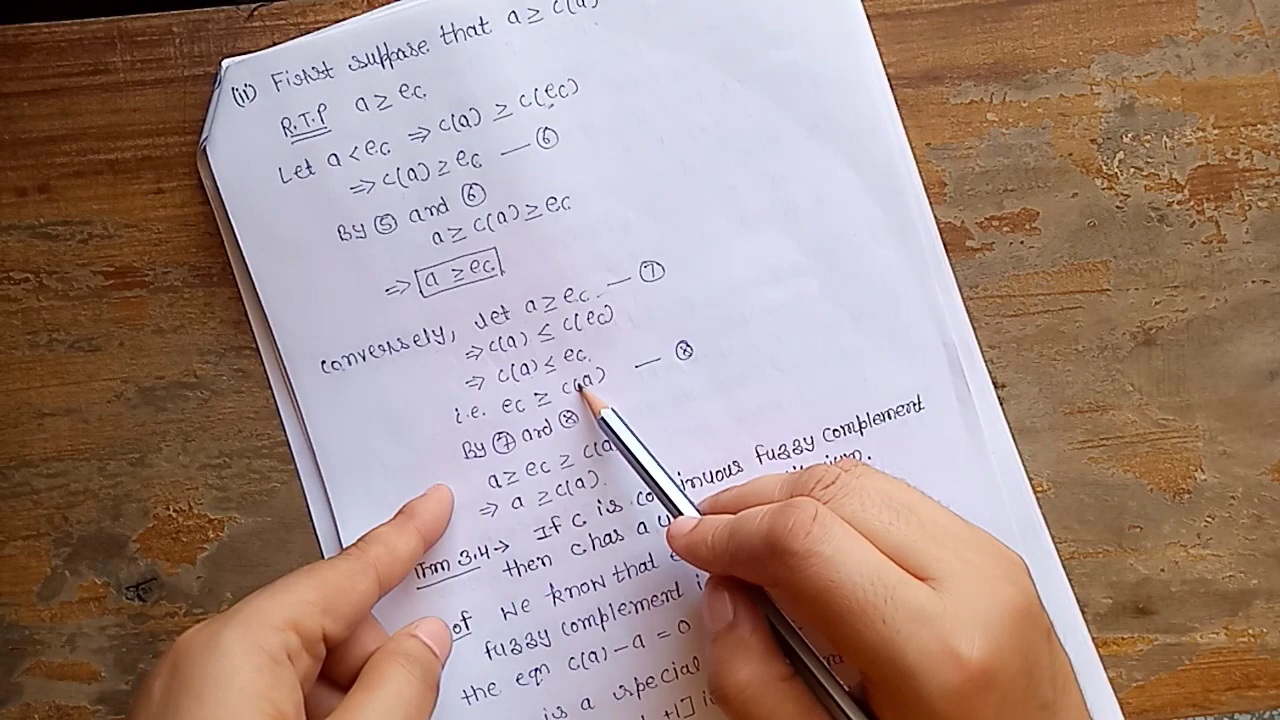 (ii) First suppose that a ≥ c(a)
R.T.P a ≥ ec
Let a < ec ⇒ c(a) ≥ c(ec)
⇒ c(a) ≥ ec — ⑥
By ⑤ and ⑥
a ≥ c(a) ≥ ec
⇒ a ≥ ec
conversely, let a ≥ ec — ⑦
⇒ c(a) ≤ c(ec)
⇒ c(a) ≤ ec.
i.e. ec ≥ c(a) — ⑧
By ⑦ and ⑧
a ≥ ec ≥ c(a
⇒ a ≥ c(a).
Thm 3.4 → If c is continuous fuzzy complement
then c has a
of we know that
fuzzy complement
the eqn c(a) - a = 0
is a special
+1] i